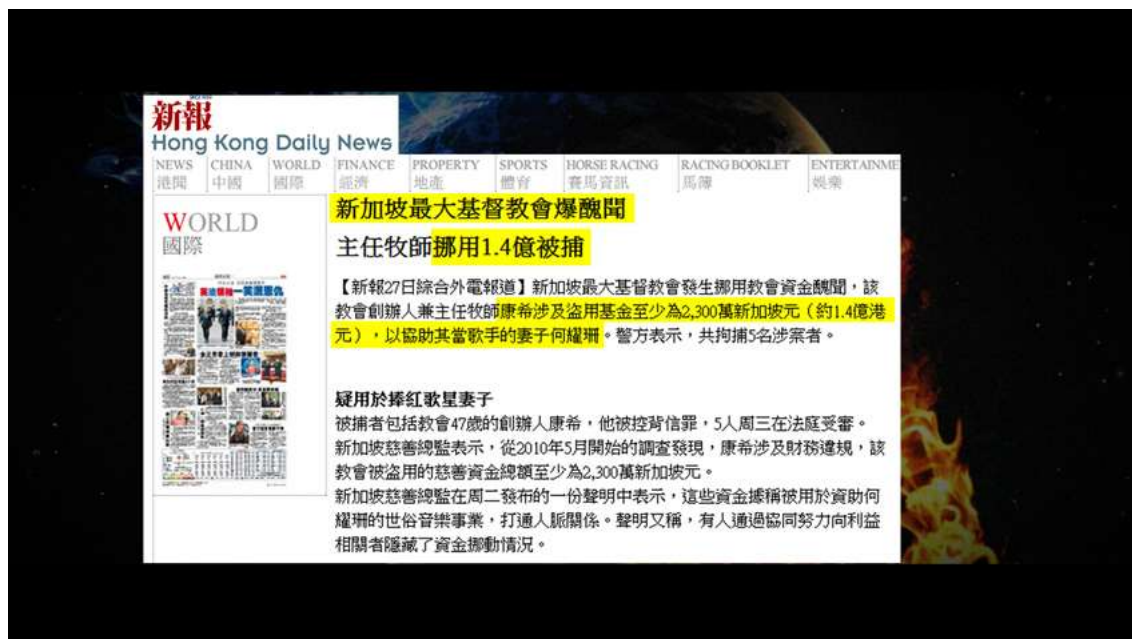 新報
Hong Kong Daily News
NEWS CHINA WORLD FINANCE PROPERTY SPORTS HORSE RACING RACING BOOKLET ENTERTAINME
港聞 中國 國際 經濟 地產 體育 賽馬資訊 馬簿 娛樂
WORLD
國際
新加坡最大基督教會爆醜聞
主任牧師挪用1.4億被捕
【新報27日綜合外電報道】新加坡最大基督教會發生挪用教會資金醜聞，該
教會創辦人兼主任牧師康希涉及盜用基金至少為2,300萬新加坡元（約1.4億港
元），以協助其當歌手的妻子何耀珊。警方表示，共拘捕5名涉案者。
疑用於捧紅歌星妻子
被捕者包括教會47歲的創辦人康希，他被控背信罪，5人周三在法庭受審。
新加坡慈善總監表示，從2010年5月開始的調查發現，康希涉及財務違規，該
教會被盜用的慈善資金總額至少為2,300萬新加坡元。
新加坡慈善總監在周二發布的一份聲明中表示，這些資金據稱被用於資助何
耀珊的世俗音樂事業，打通人脈關係。聲明又稱，有人通過協同努力向利益
相關者隱藏了資金挪動情況。